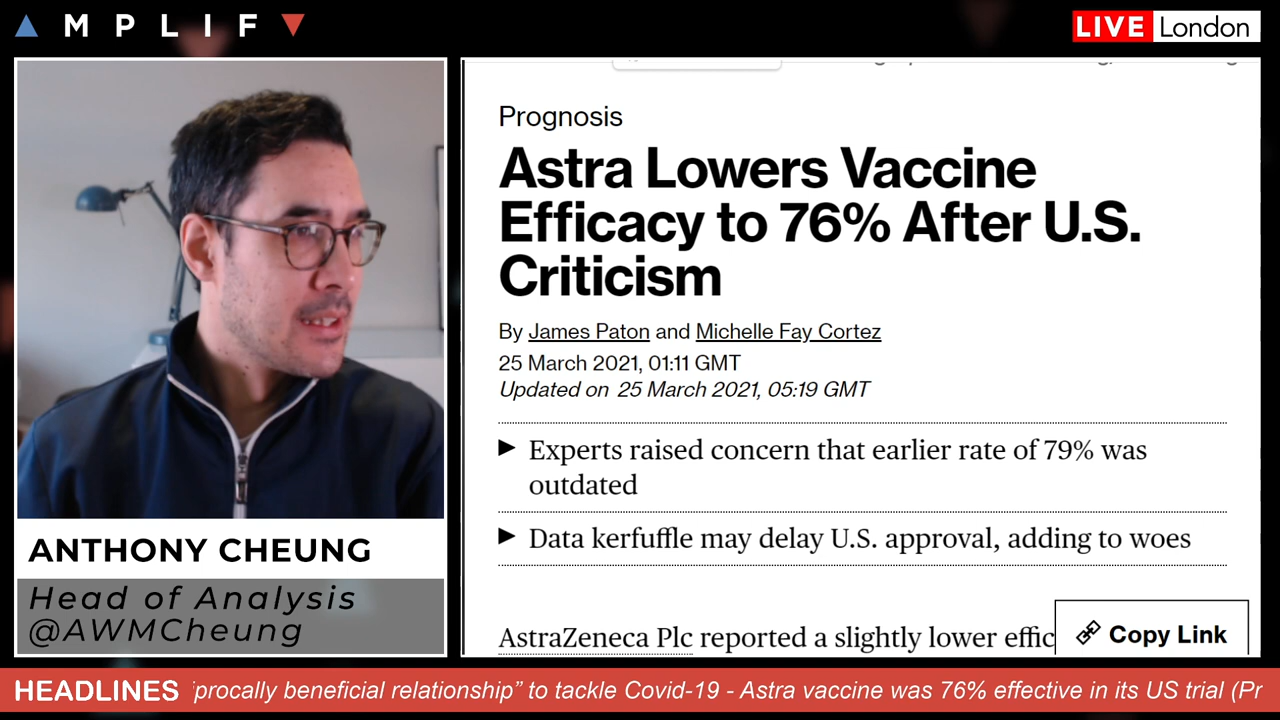 AMPLIFY
LIVE London
Prognosis
Astra Lowers Vaccine
Efficacy to 76% After U.S.
Criticism
By James Paton and Michelle Fay Cortez
25 March 2021, 01:11 GMT
Updated on 25 March 2021, 05:19 GMT
Experts raised concern that earlier rate of 79% was
outdated
Data kerfuffle may delay U.S. approval, adding to woes
AstraZeneca Plc reported a slightly lower effic
Copy Link
ANTHONY CHEUNG
Head of Analysis
@AWMCheung
HEADLINES 'procally beneficial relationship” to tackle Covid-19 - Astra vaccine was 76% effective in its US trial (Pr